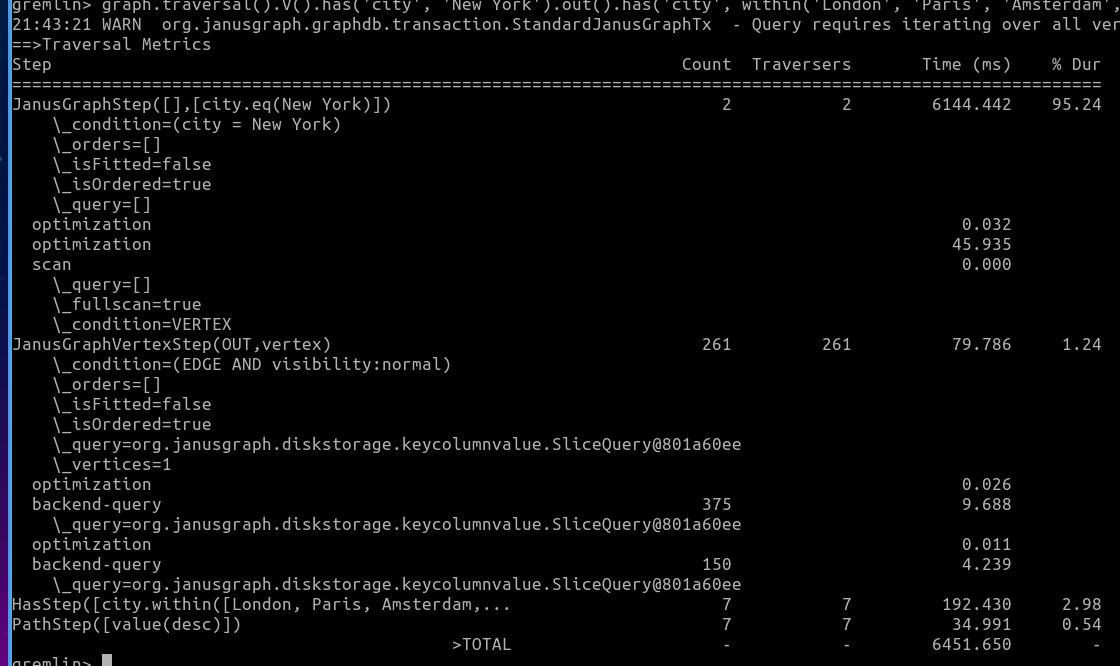 gremlin> graph.traversal().V().has('city', 'New York').out().has('city', within('London', 'Paris', 'Amsterdam',
21:43:21 WARN  org.janusgraph.graphdb.transaction.StandardJanusGraphTx  - Query requires iterating over all ver
==>Traversal Metrics
Step Count Traversers Time (ms) % Dur
=============================================================================================================
JanusGraphStep([],[city.eq(New York)]) 2 2 6144.442 95.24
\_condition=(city = New York)
\_orders=[]
\_isFitted=false
\_isOrdered=true
\_query=[]
optimization 0.032
optimization 45.935
scan 0.000
\_query=[]
\_fullscan=true
\_condition=VERTEX
JanusGraphVertexStep(OUT,vertex) 261 261 79.786 1.24
\_condition=(EDGE AND visibility:normal)
\_orders=[]
\_isFitted=false
\_isOrdered=true
\_query=org.janusgraph.diskstorage.keycolumnvalue.SliceQuery@801a60ee
\_vertices=1
optimization 0.026
backend-query 375 9.688
\_query=org.janusgraph.diskstorage.keycolumnvalue.SliceQuery@801a60ee
optimization 0.011
backend-query 150 4.239
\_query=org.janusgraph.diskstorage.keycolumnvalue.SliceQuery@801a60ee
HasStep([city.within([London, Paris, Amsterdam,... 7 7 192.430 2.98
PathStep([value(desc)]) 7 7 34.991 0.54
>TOTAL - - 6451.650 -
gremlin>